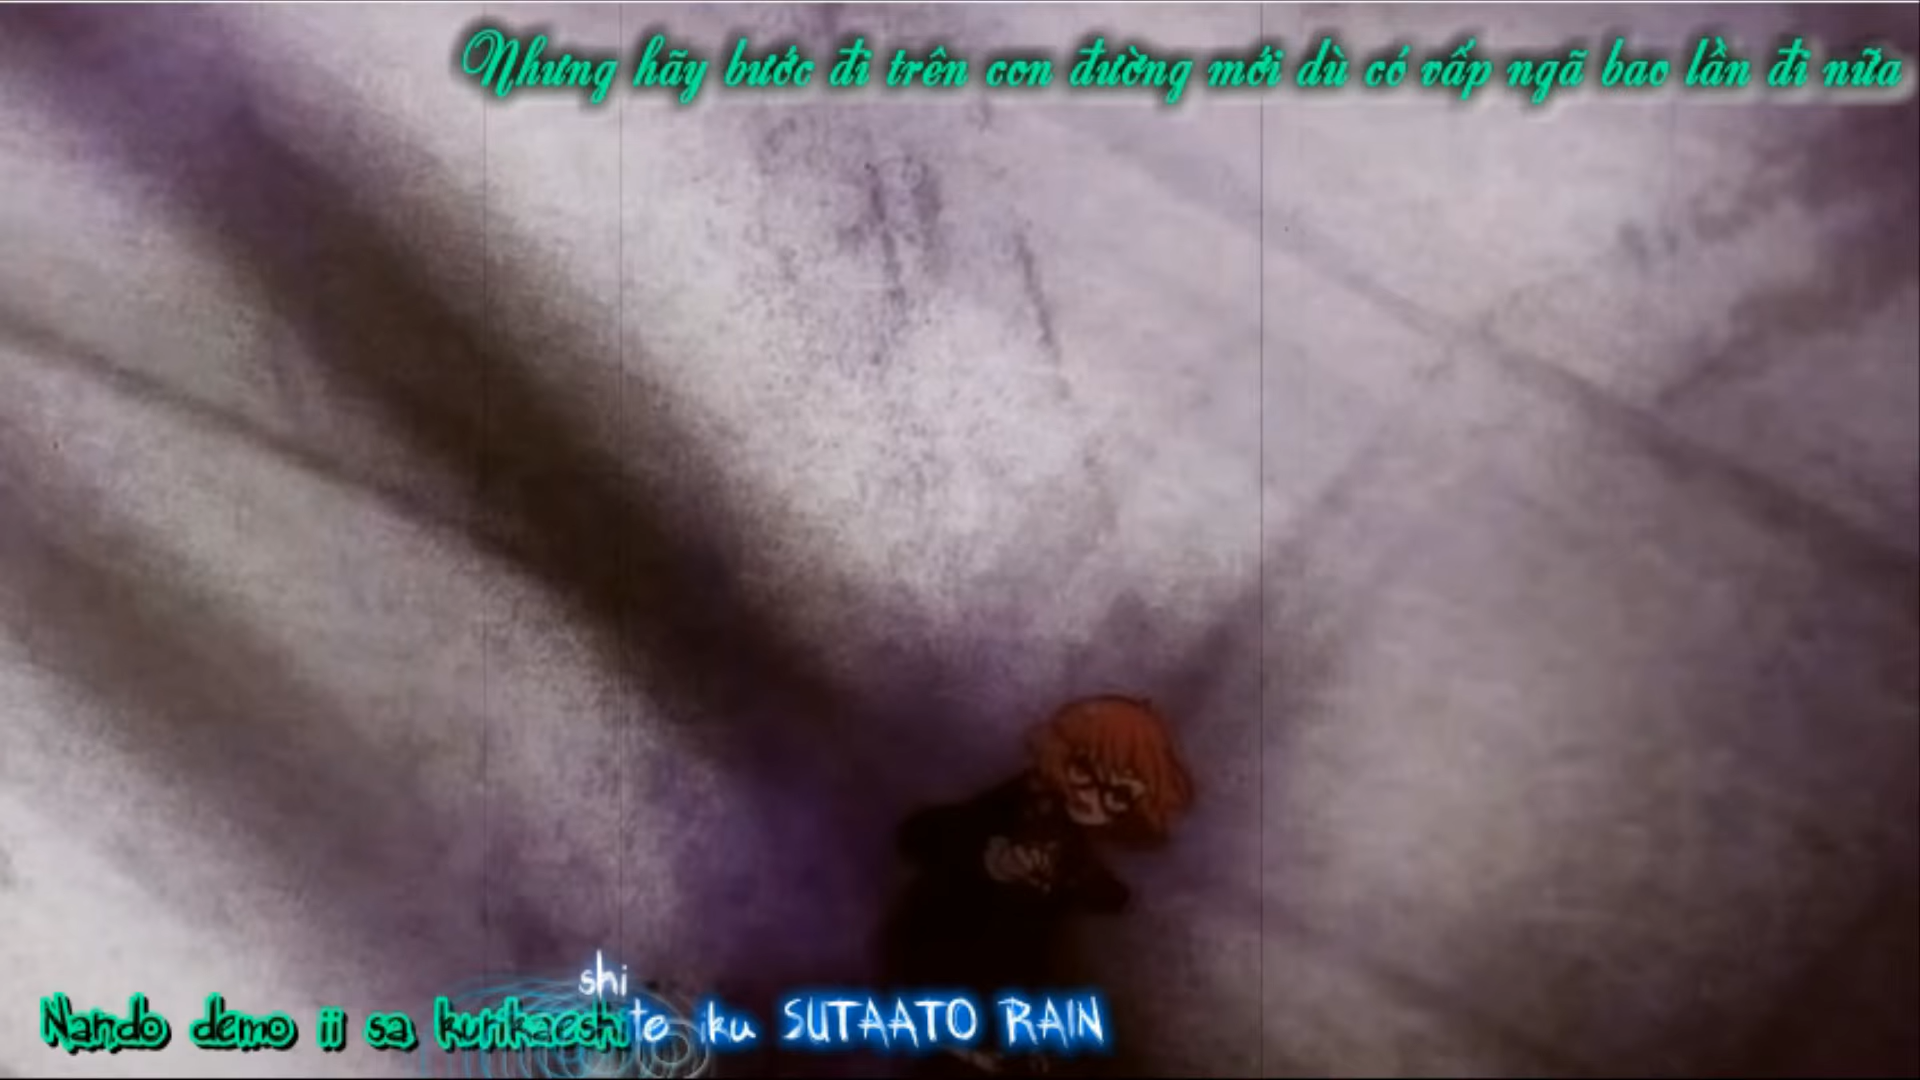 Nhưng hãy bước đi trên con đường mới dù có vấp ngã bao lần đi nữa
shi
Nando demo ii sa kurikaeshite iku SUTAATO RAIN